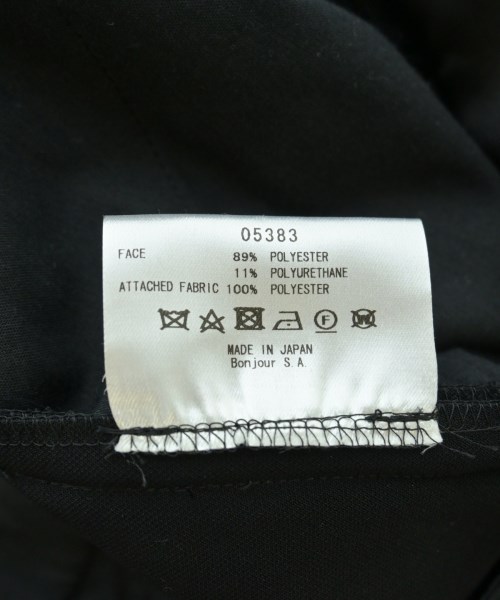 05383
FACE 89% POLYESTER
11% POLYURETHANE
ATTACHED FABRIC 100% POLYESTER
F W
MADE IN JAPAN
Bonjour S.A.